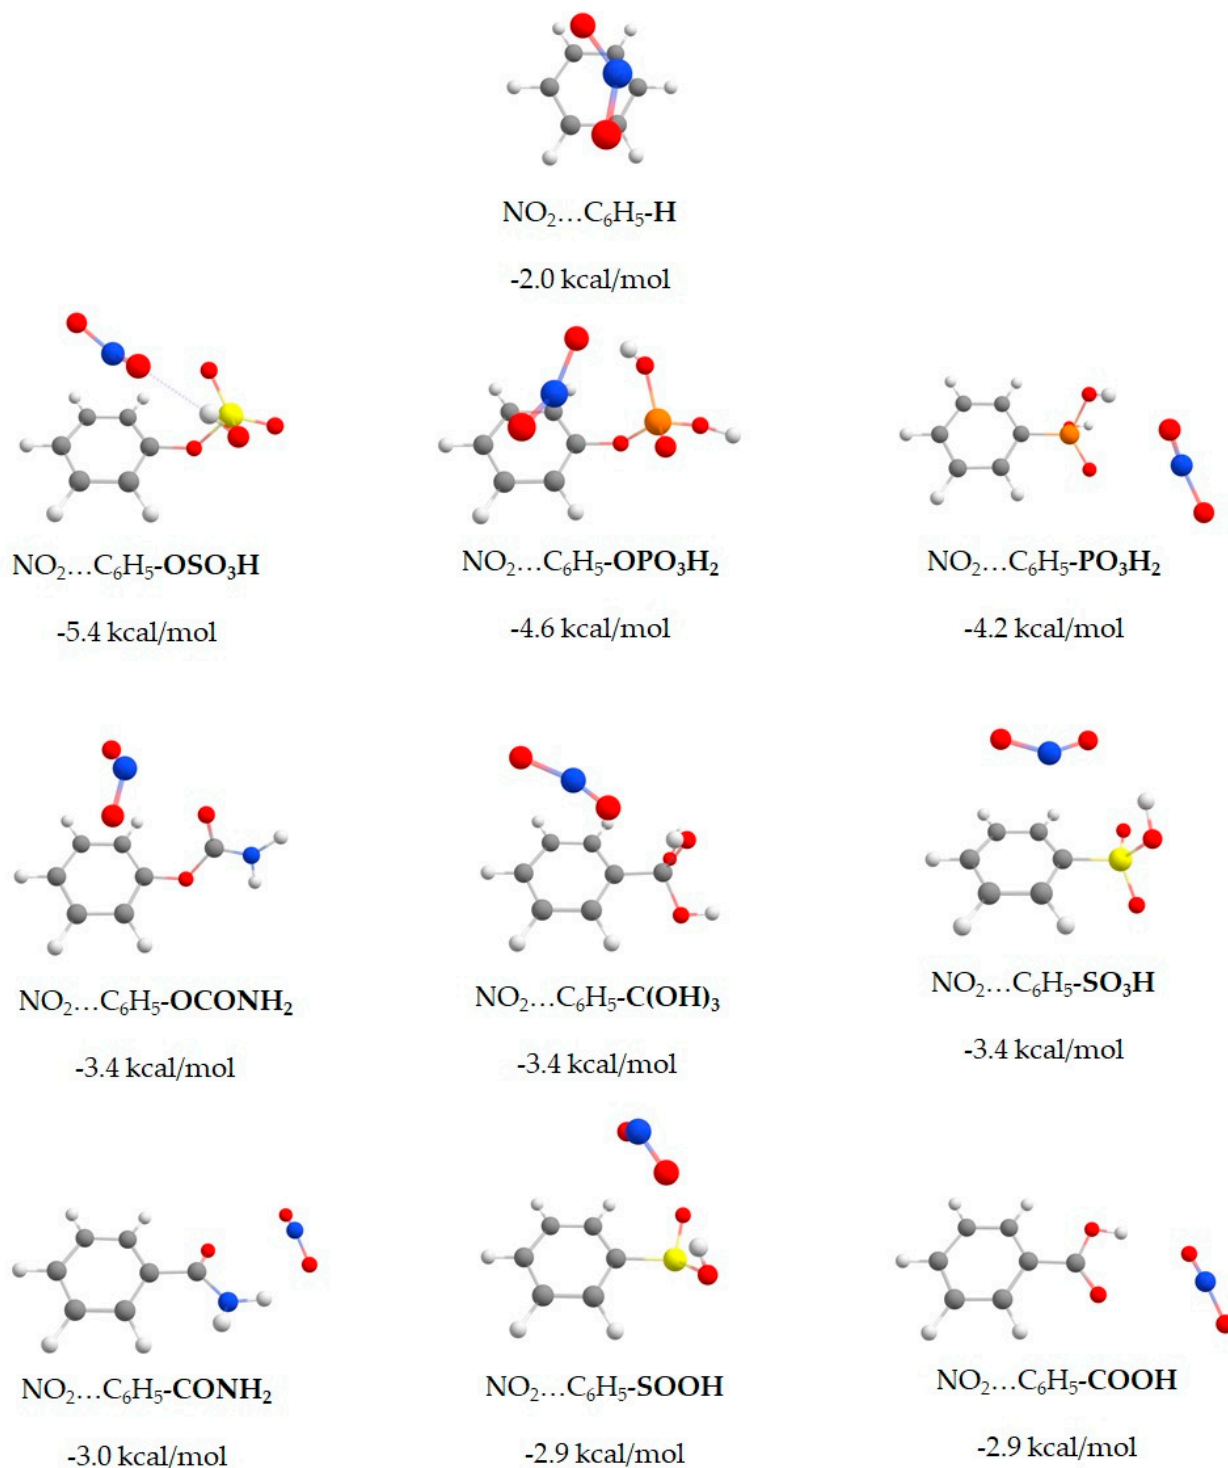 NO₂…C₆H₅-H
-2.0 kcal/mol
NO₂…C₆H₅-OSO₃H
NO₂…C₆H₅-OPO₃H₂
NO₂…C₆H₅-PO₃H₂
-5.4 kcal/mol
-4.6 kcal/mol
-4.2 kcal/mol
NO₂…C₆H₅-OCONH₂
NO₂…C₆H₅-C(OH)₃
NO₂…C₆H₅-SO₃H
-3.4 kcal/mol
-3.4 kcal/mol
-3.4 kcal/mol
NO₂…C₆H₅-CONH₂
NO₂…C₆H₅-SOOH
NO₂…C₆H₅-COOH
-3.0 kcal/mol
-2.9 kcal/mol
-2.9 kcal/mol